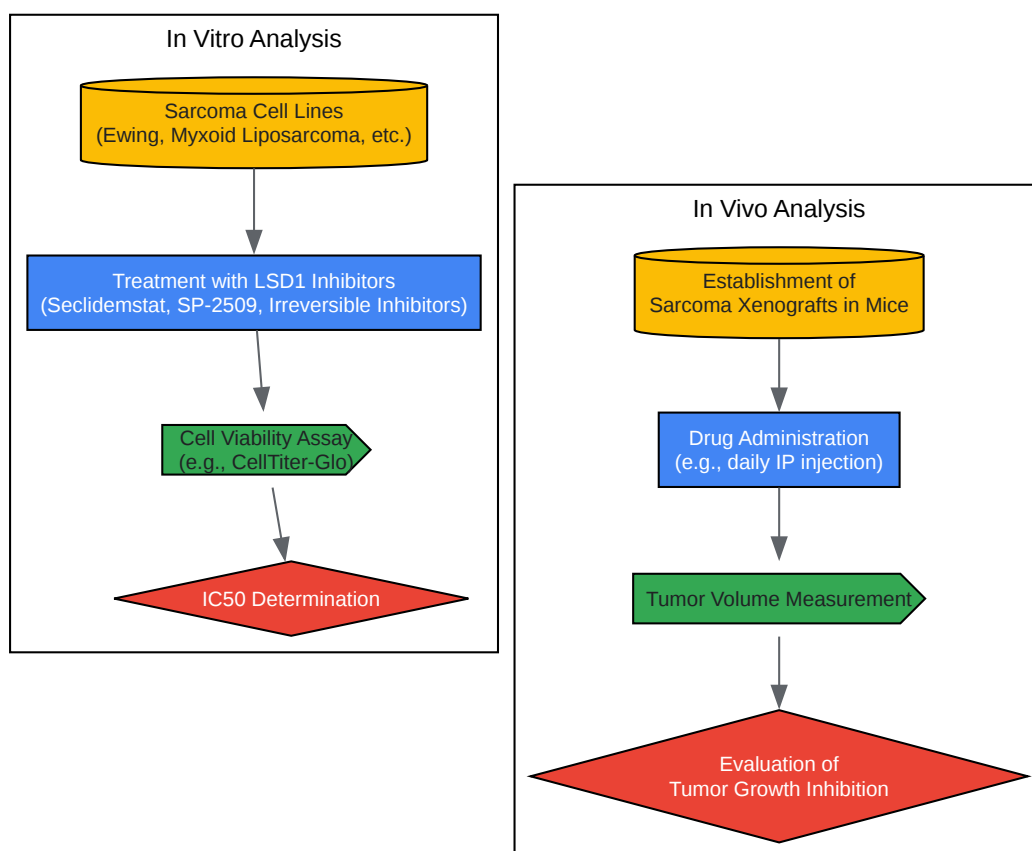 In Vitro Analysis
Sarcoma Cell Lines
(Ewing, Myxoid Liposarcoma, etc.)
Treatment with LSD1 Inhibitors
(Seclidemstat, SP-2509, Irreversible Inhibitors)
Cell Viability Assay
(e.g., CellTiter-Glo)
IC50 Determination
In Vivo Analysis
Establishment of
Sarcoma Xenografts in Mice
Drug Administration
(e.g., daily IP injection)
Tumor Volume Measurement
Evaluation of
Tumor Growth Inhibition